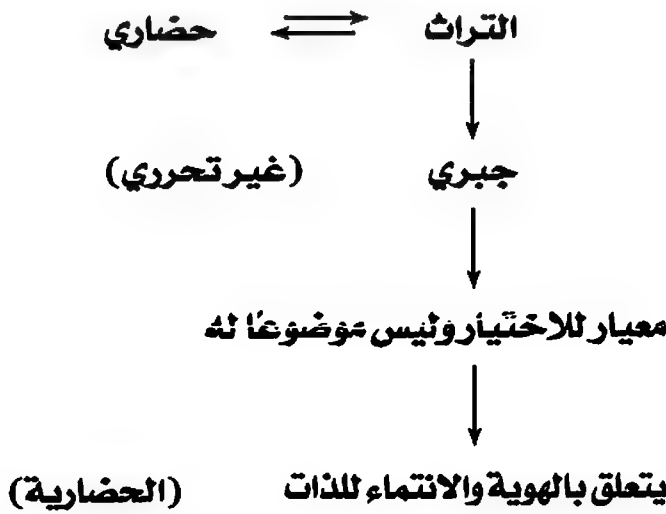 التراث حضاري
جبري (غير تحرري)
معيار للاختيار وليس موضوعًا له
يتعلق بالهوية والانتماء للذات (الحضارية)